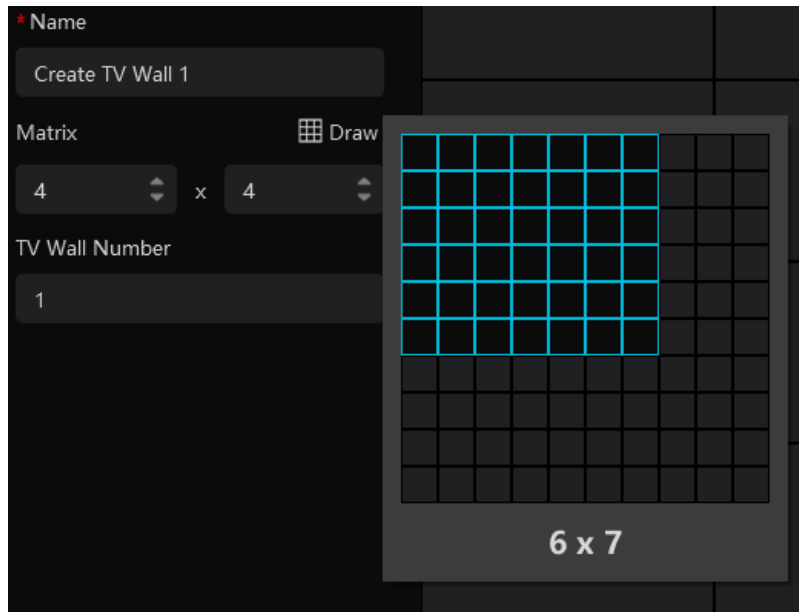 * Name
Create TV Wall 1
Matrix Draw
4 x 4
TV Wall Number
1
6 x 7